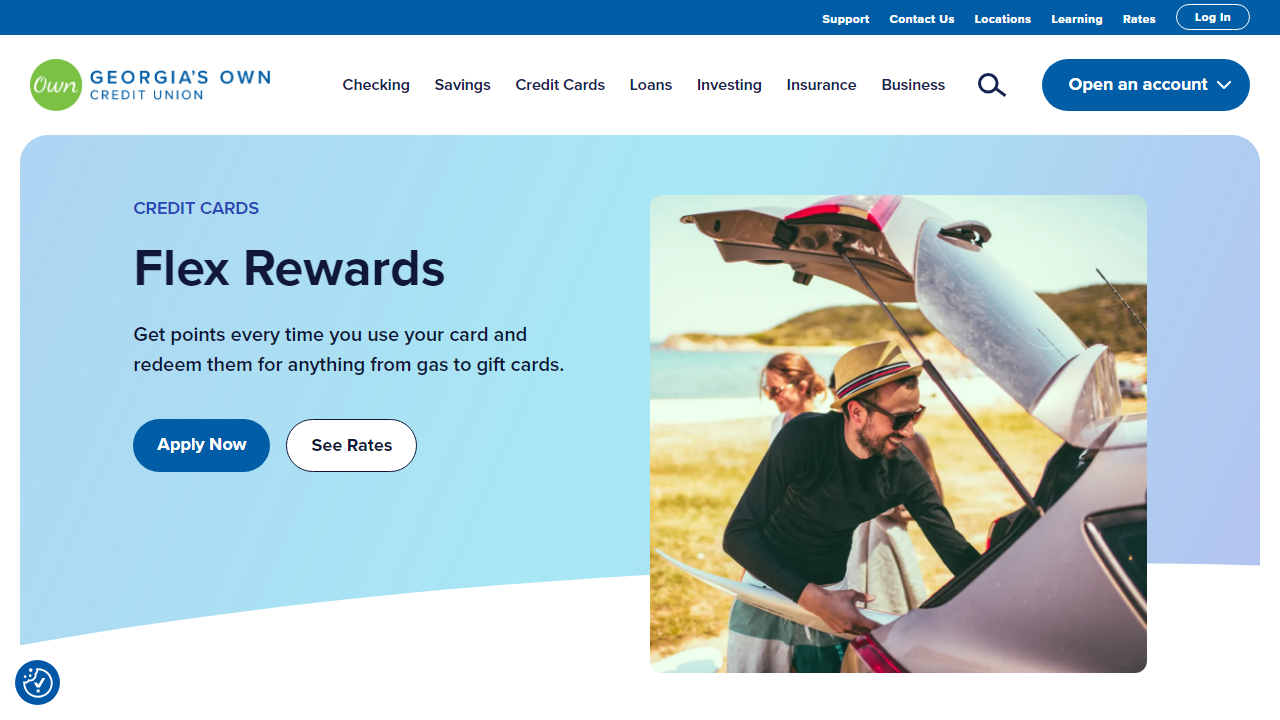 Support Contact Us Locations Learning Rates Log In
Own GEORGIA'S OWN
CREDIT UNION
Checking Savings Credit Cards Loans Investing Insurance Business Open an account
CREDIT CARDS
Flex Rewards
Get points every time you use your card and
redeem them for anything from gas to gift cards.
Apply Now See Rates